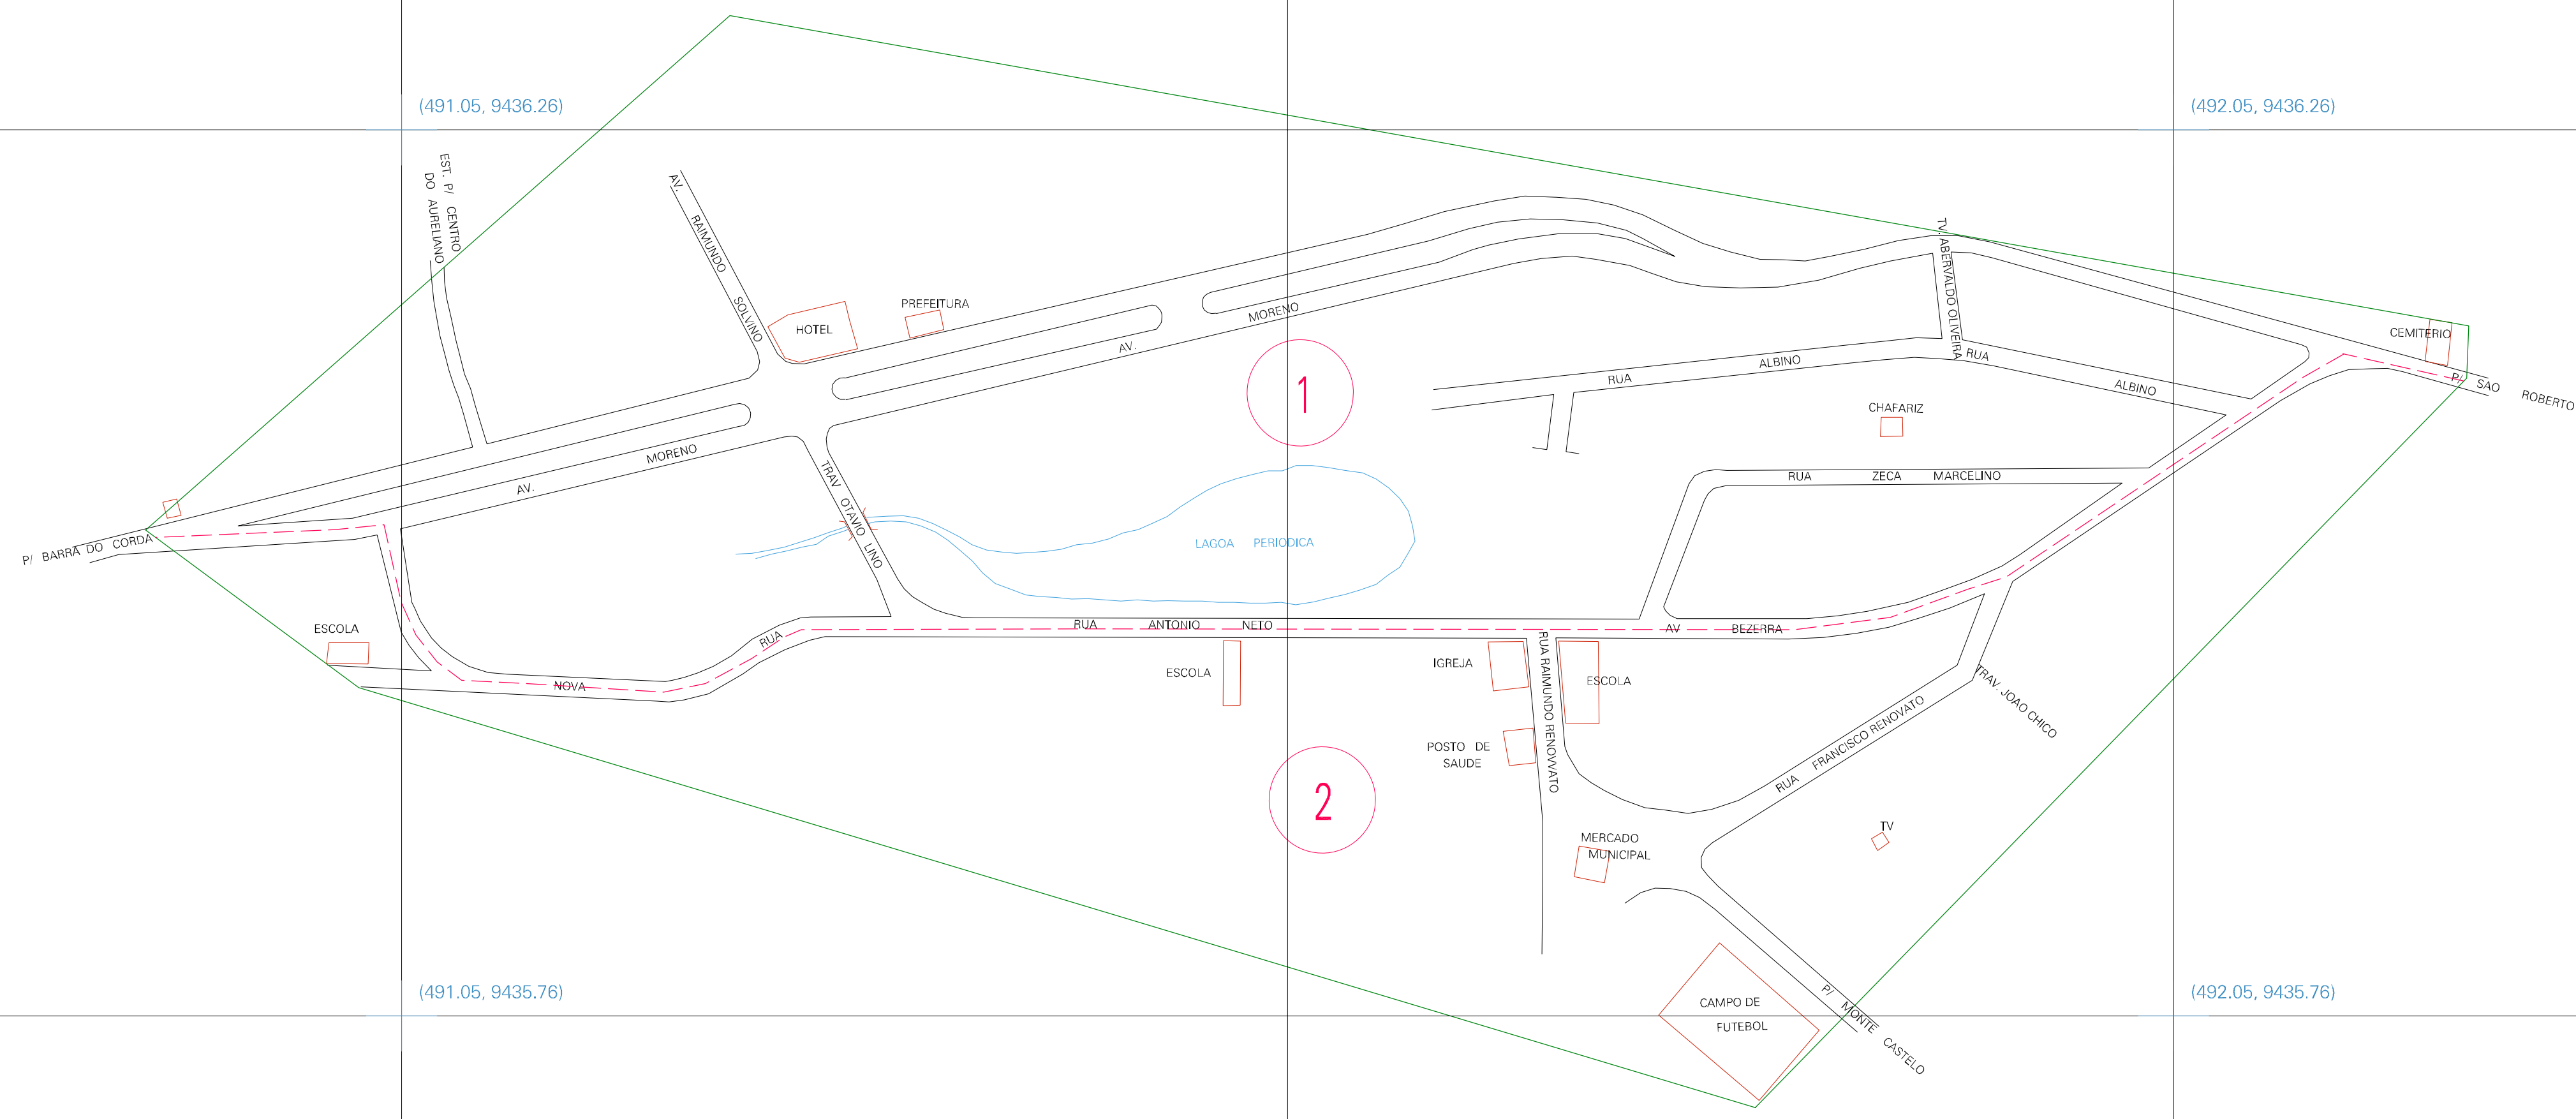 (491.05, 9436.26)
(492.05, 9436.26)
EST. P/ CENTRO
DO AURELIANO
AV. RAIMUNDO SOLVINO
HOTEL
PREFEITURA
AV. MORENO
TV. ABERVALDO OLIVEIRA
CEMITERIO
RUA ALBINO
RUA ALBINO
P/ SAO ROBERTO
1
CHAFARIZ
AV. MORENO
TRAV OTAVIO LINO
RUA ZECA MARCELINO
P/ BARRA DO CORDA
LAGOA PERIODICA
ESCOLA
RUA NOVA
RUA ANTONIO NETO
AV BEZERRA
ESCOLA
IGREJA
RUA RAIMUNDO RENOVVATO
ESCOLA
TRAV. JOAO CHICO
RUA FRANCISCO RENOVATO
POSTO DE
SAUDE
2
MERCADO
MUNICIPAL
TV
(491.05, 9435.76)
(492.05, 9435.76)
CAMPO DE
FUTEBOL
P/ MONTE CASTELO